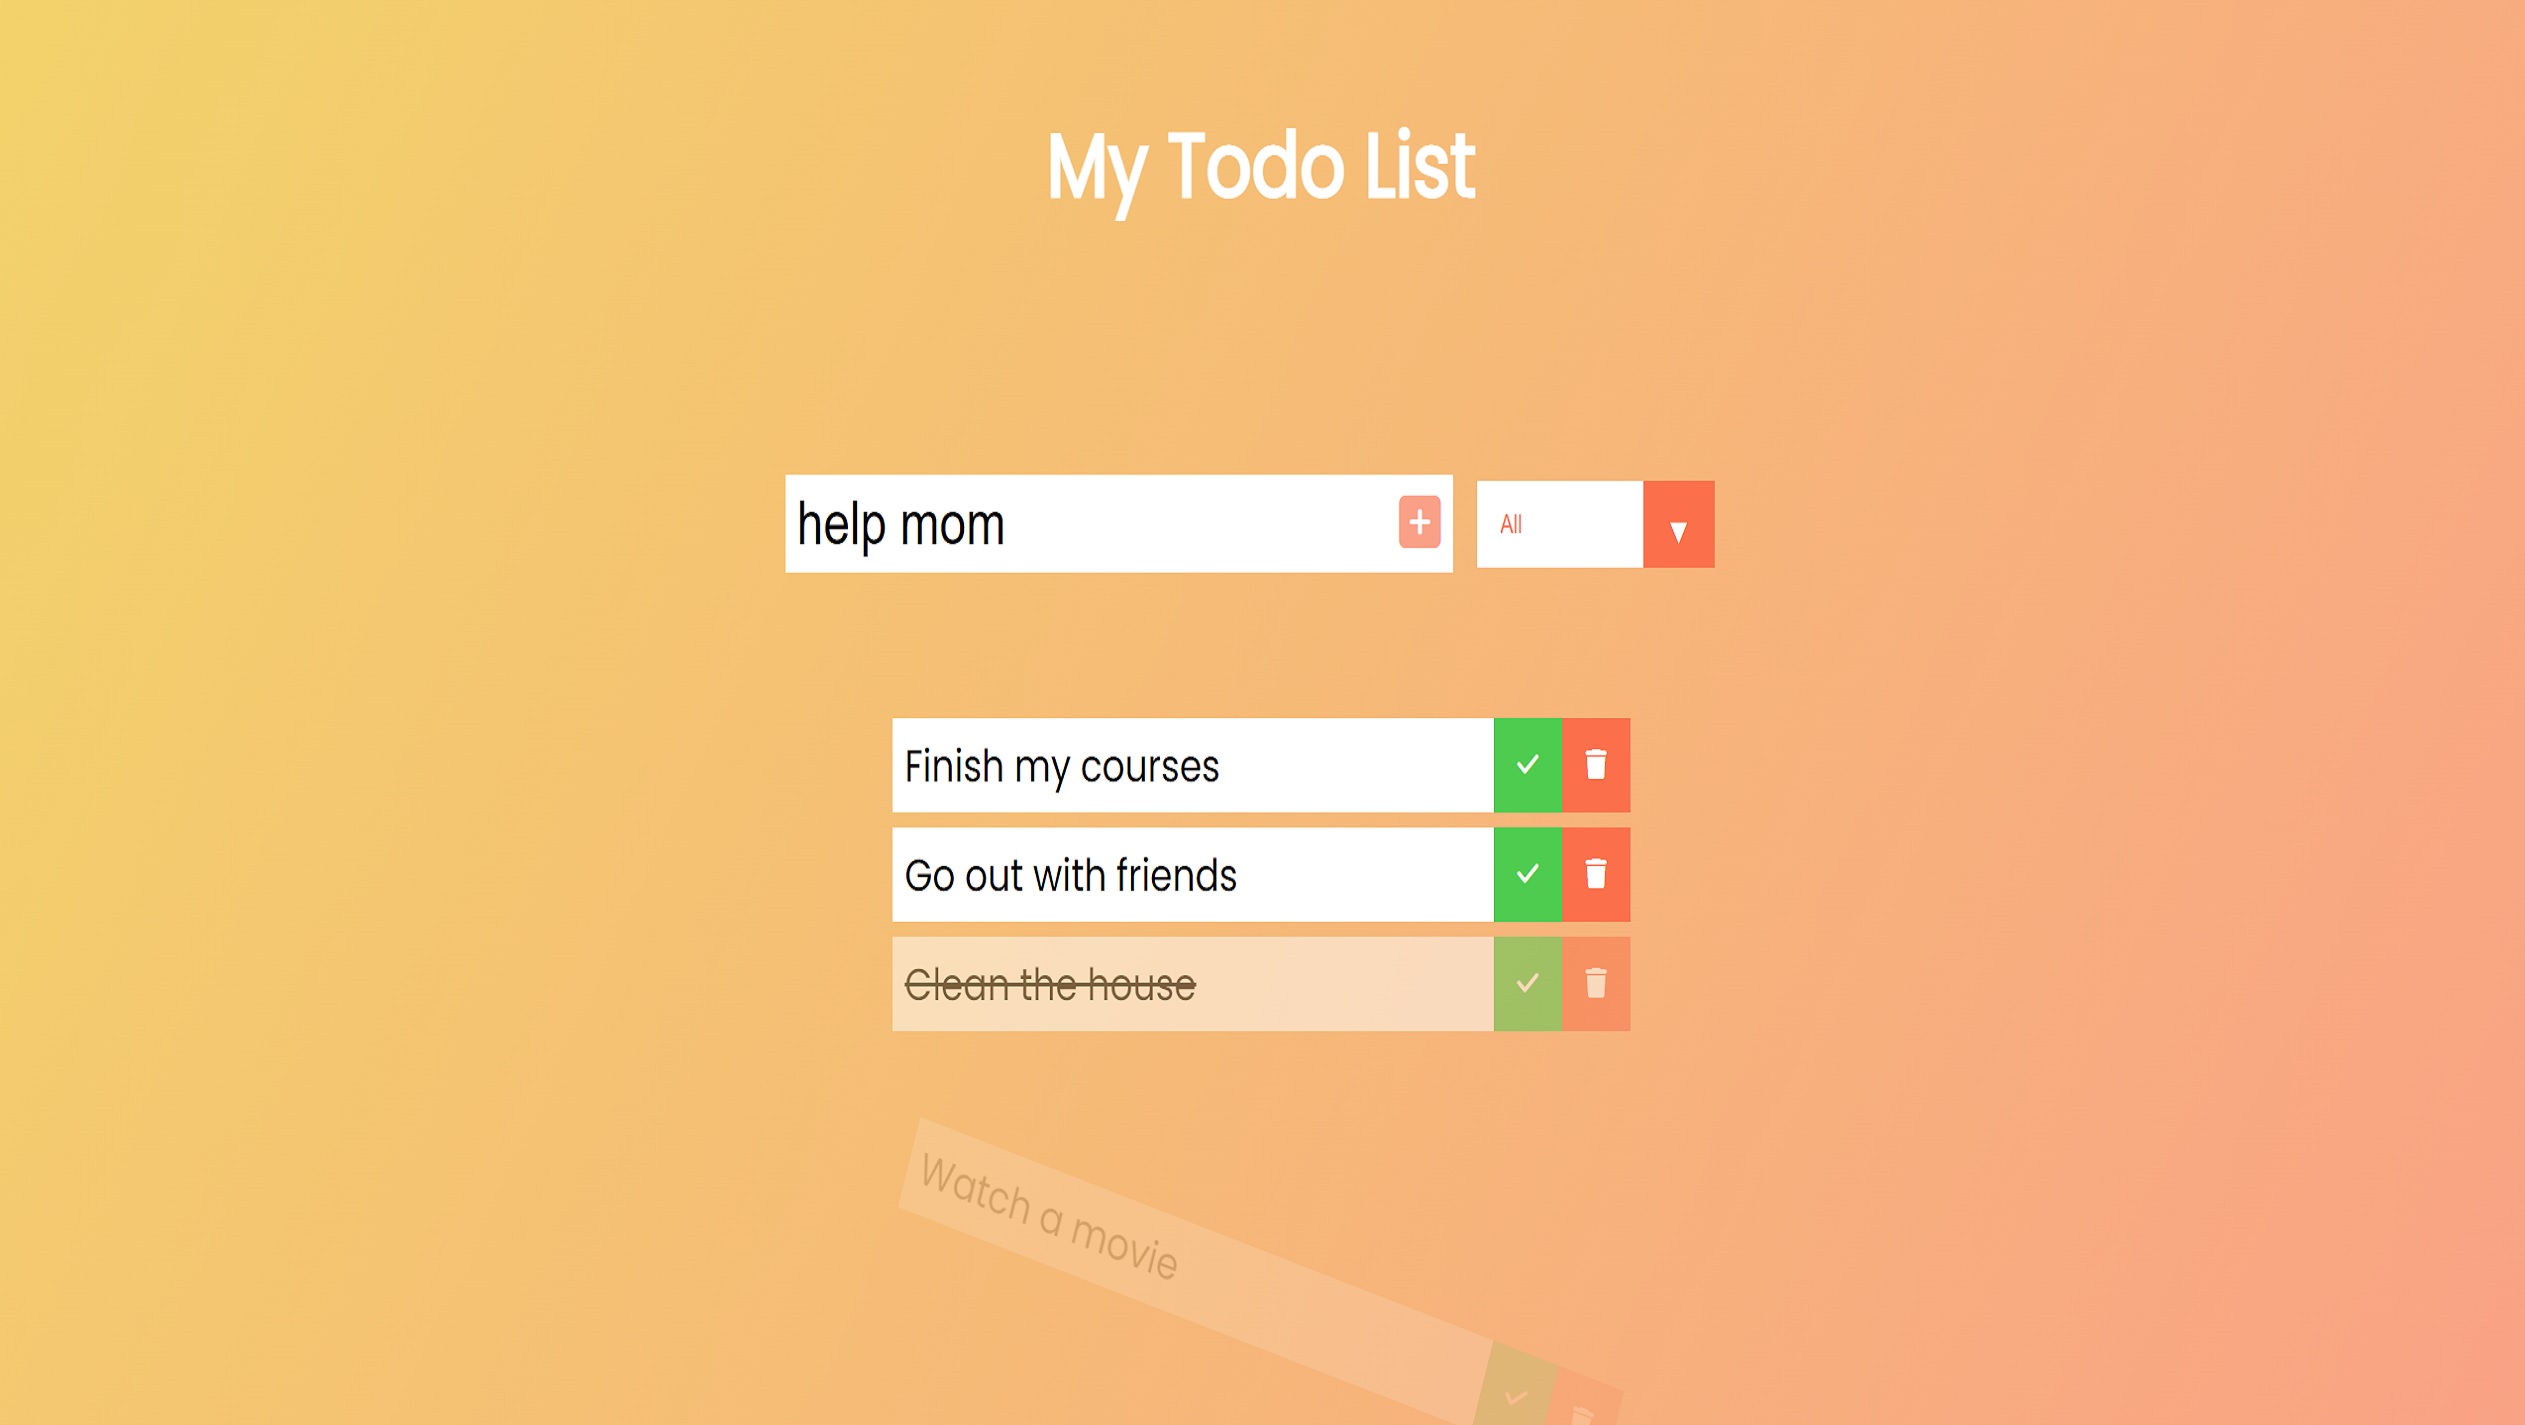 My Todo List
help mom
All
Finish my courses
Go out with friends
Clean the house
Watch a movie